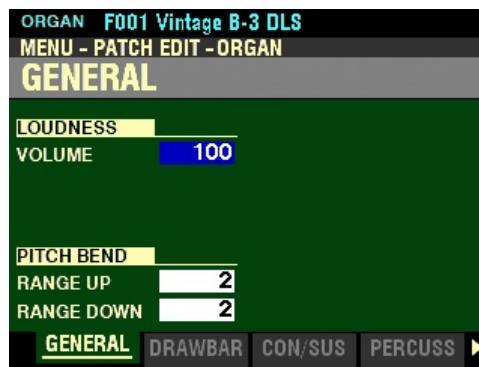 ORGAN F001 Vintage B-3 DLS
MENU - PATCH EDIT - ORGAN
GENERAL
LOUDNESS
VOLUME 100
PITCH BEND
RANGE UP 2
RANGE DOWN 2
GENERAL DRAWBAR CON/SUS PERCUSS